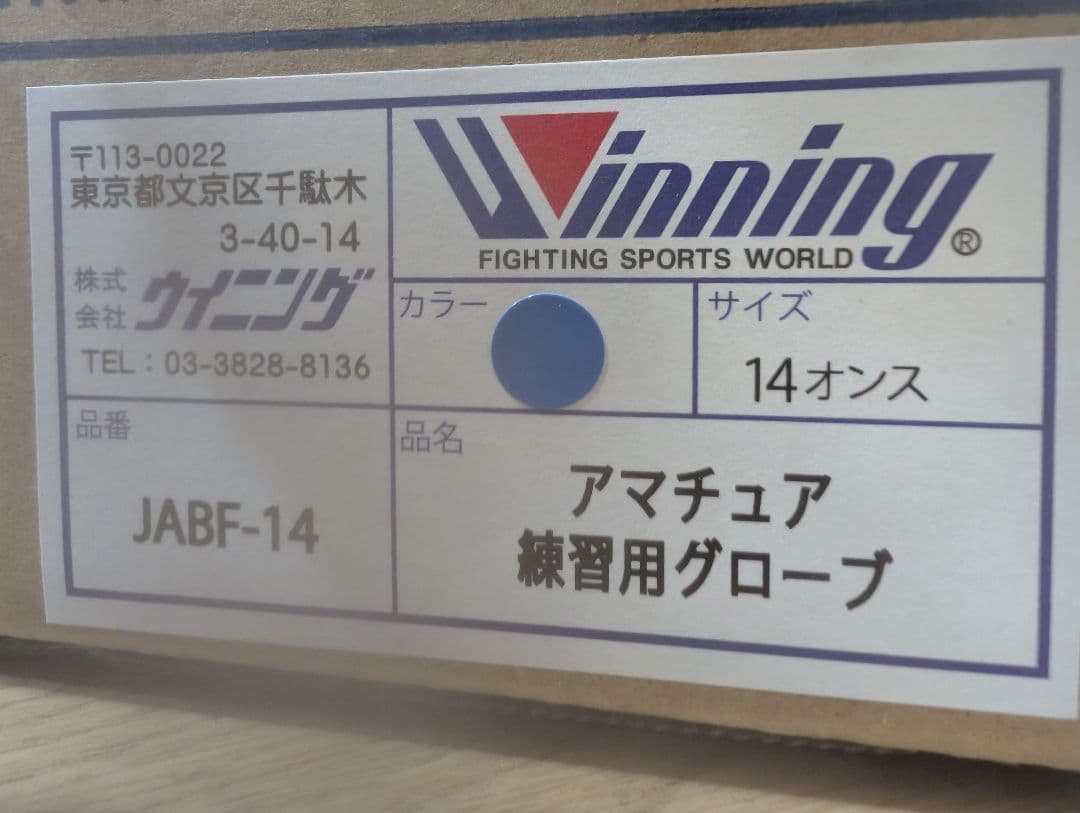 〒113-0022
東京都文京区千駄木
3-40-14
株式会社 ウイニング
TEL：03-3828-8136
Winning®
FIGHTING SPORTS WORLD
カラー
サイズ
14オンス
品番
JABF-14
品名
アマチュア
練習用グローブ